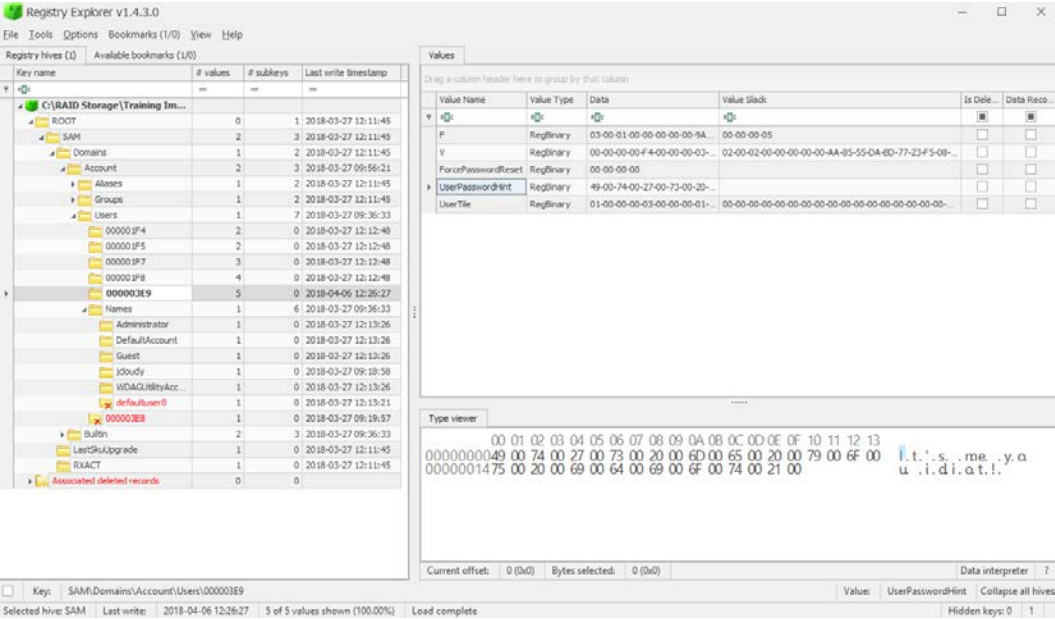 Registry Explorer v1.4.3.0
File Tools Options Bookmarks (1/0) View Help
Registry hives (1) Available bookmarks (1/0)
Key name # values # subkeys Last write timestamp
= = =
C:\RAID Storage\Training Im...
ROOT 0 1 2018-03-27 12:11:45
SAM 2 3 2018-03-27 12:11:45
Domains 1 2 2018-03-27 12:11:45
Account 2 3 2018-03-27 09:56:21
Aliases 1 2 2018-03-27 12:11:45
Groups 1 2 2018-03-27 12:11:45
Users 1 7 2018-03-27 09:36:33
000001F4 2 0 2018-03-27 12:12:48
000001F5 2 0 2018-03-27 12:12:48
000001F7 3 0 2018-03-27 12:12:48
000001F8 4 0 2018-03-27 12:12:48
000003E9 5 0 2018-04-06 12:26:27
Names 1 6 2018-03-27 09:36:33
Administrator 1 0 2018-03-27 12:13:26
DefaultAccount 1 0 2018-03-27 12:13:26
Guest 1 0 2018-03-27 12:13:26
jcloudy 1 0 2018-03-27 09:18:58
WDAGUtilityAcc... 1 0 2018-03-27 12:13:26
defaultuser0 1 0 2018-03-27 12:13:21
000003E8 1 0 2018-03-27 09:19:57
Builtin 2 3 2018-03-27 09:36:33
LastSkuUpgrade 0 0 2018-03-27 12:11:45
RXACT 1 0 2018-03-27 12:11:45
Associated deleted records 0 0
Values
Drag a column header here to group by that column
Value Name Value Type Data Value Slack Is Dele... Data Reco...
F RegBinary 03-00-01-00-00-00-00-00-9A... 00-00-00-05
V RegBinary 00-00-00-00-F4-00-00-00-03-... 02-00-02-00-00-00-00-00-AA-85-55-DA-8D-77-23-F5-08-...
ForcePasswordReset RegBinary 00-00-00-00
UserPasswordHint RegBinary 49-00-74-00-27-00-73-00-20-...
UserTile RegBinary 01-00-00-00-03-00-00-00-01-... 00-00-00-00-00-00-00-00-00-00-00-00-00-00-00-00-00-...
Type viewer
00 01 02 03 04 05 06 07 08 09 0A 0B 0C 0D 0E 0F 10 11 12 13
00000000 49 00 74 00 27 00 73 00 20 00 6D 00 65 00 20 00 79 00 6F 00 I.t.'.s. .me. .y.o
00000014 75 00 20 00 69 00 64 00 69 00 6F 00 74 00 21 00 u .i.d.i.o.t.!.
Current offset: 0 (0x0) Bytes selected: 0 (0x0) Data interpreter ?
Key: SAM\Domains\Account\Users\000003E9 Value: UserPasswordHint Collapse all hives
Selected hive: SAM Last write: 2018-04-06 12:26:27 5 of 5 values shown (100.00%) Load complete Hidden keys: 0 1